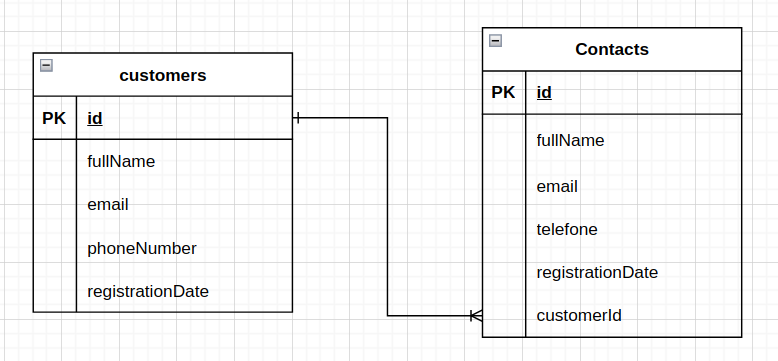 customers
PK id
fullName
email
phoneNumber
registrationDate
Contacts
PK id
fullName
email
telefone
registrationDate
customerId